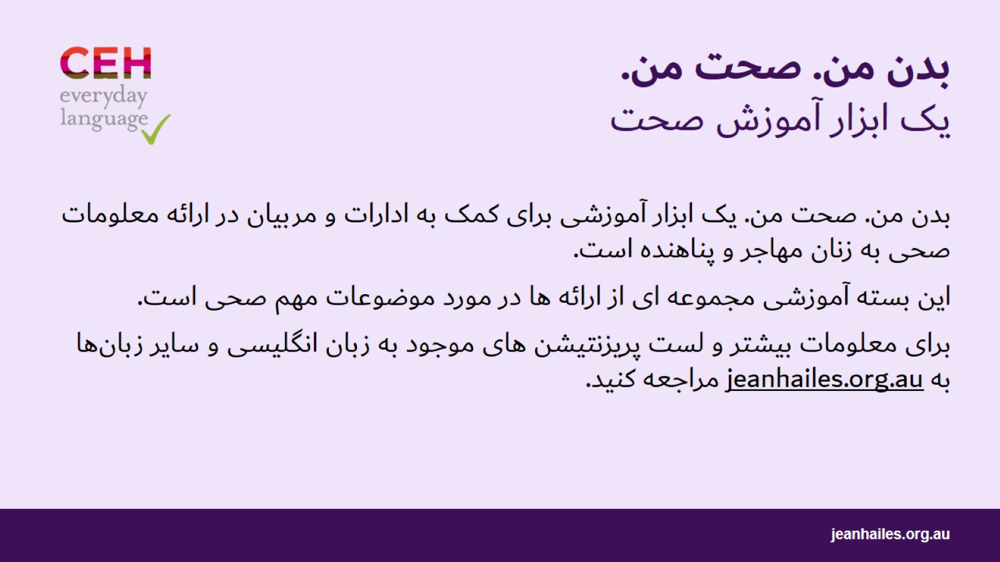 بدن من. صحت من.
یک ابزار آموزش صحت
CEH
everyday
language
بدن من. صحت من. یک ابزار آموزشی برای کمک به ادارات و مربیان در ارائه معلومات
صحی به زنان مهاجر و پناهنده است.
این بسته آموزشی مجموعه ای از ارائه ها در مورد موضوعات مهم صحی است.
برای معلومات بیشتر و لست پریزنتیشن های موجود به زبان انگلیسی و سایر زبان‌ها
به jeanhailes.org.au مراجعه کنید.
jeanhailes.org.au